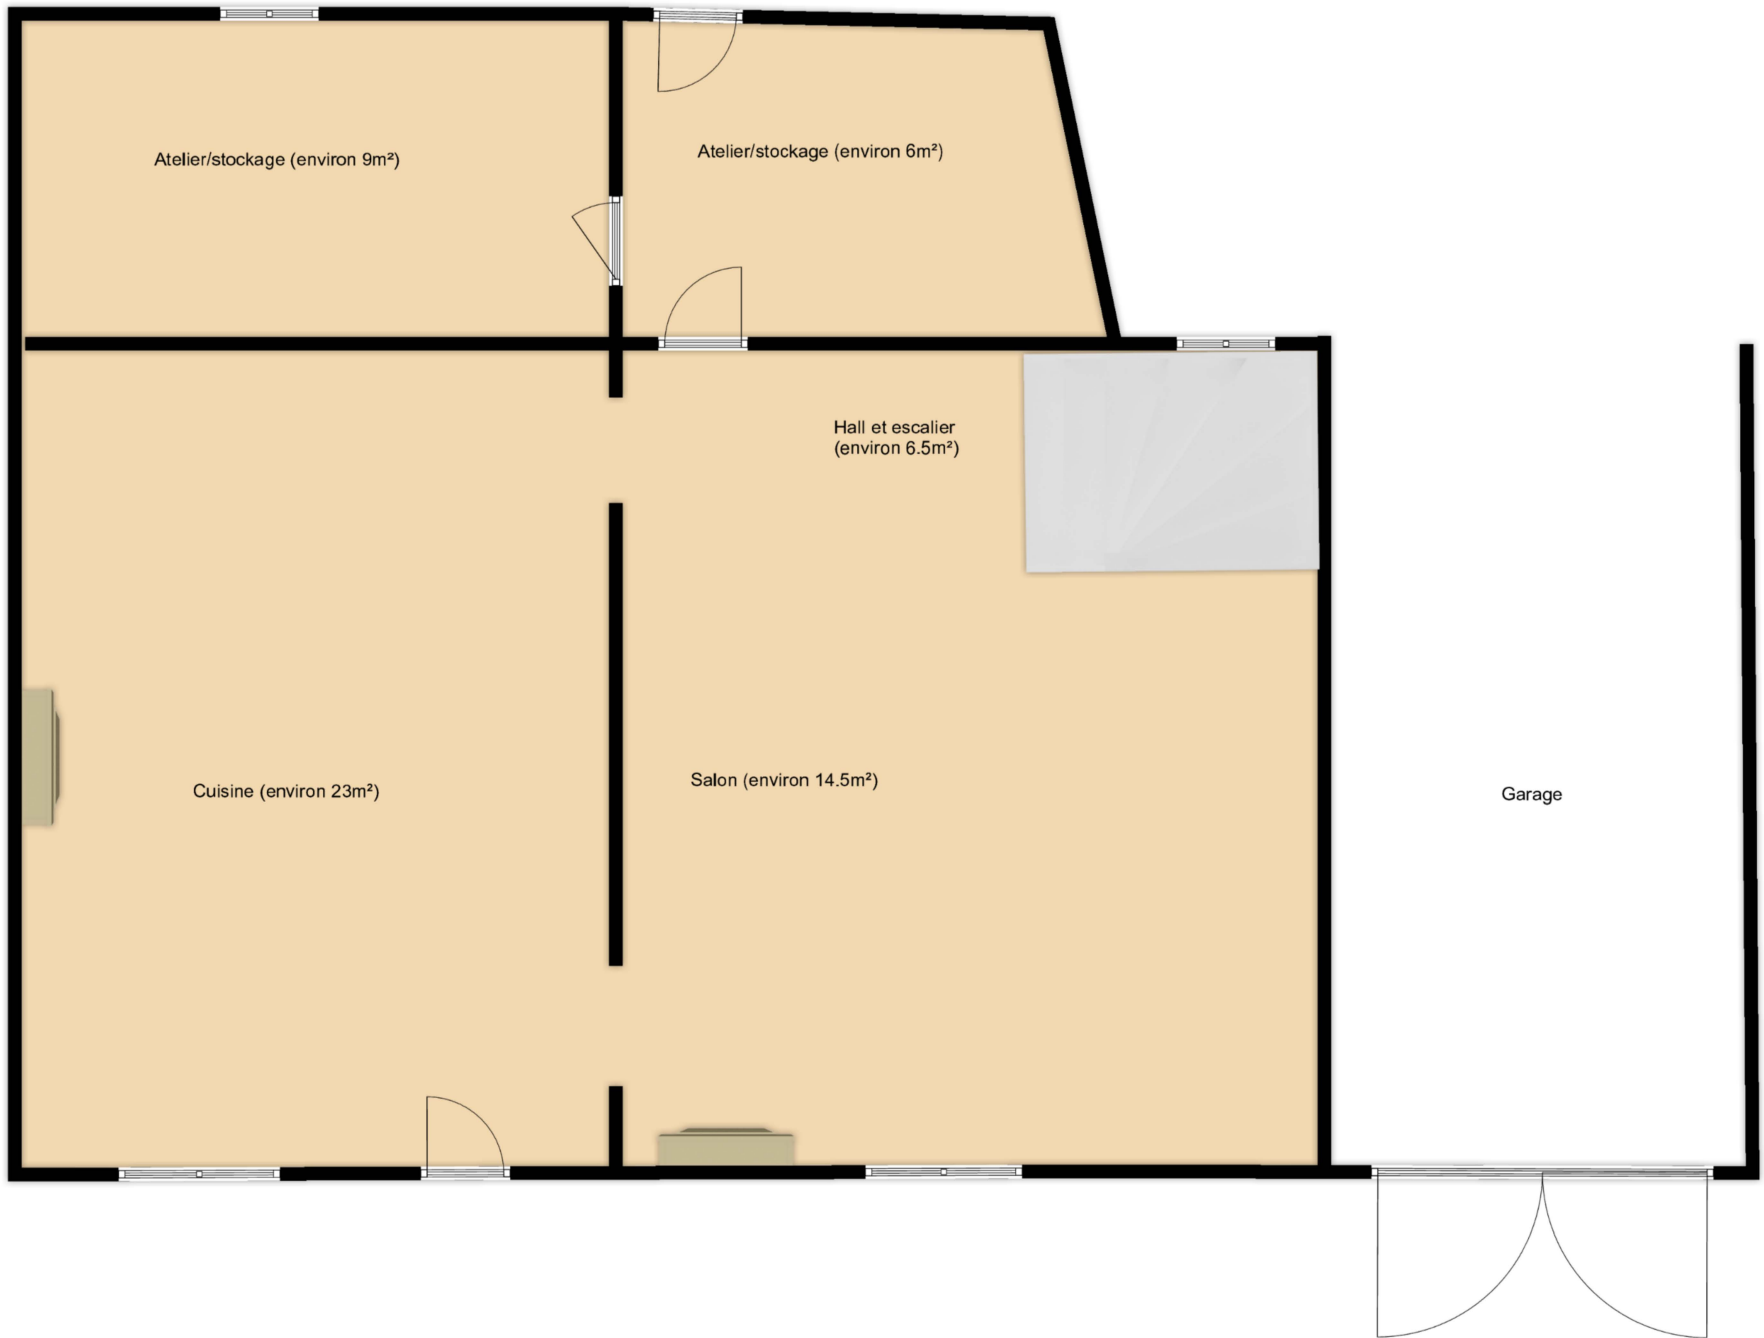 Atelier/stockage (environ 9m²)
Atelier/stockage (environ 6m²)
Hall et escalier
(environ 6.5m²)
Cuisine (environ 23m²)
Salon (environ 14.5m²)
Garage